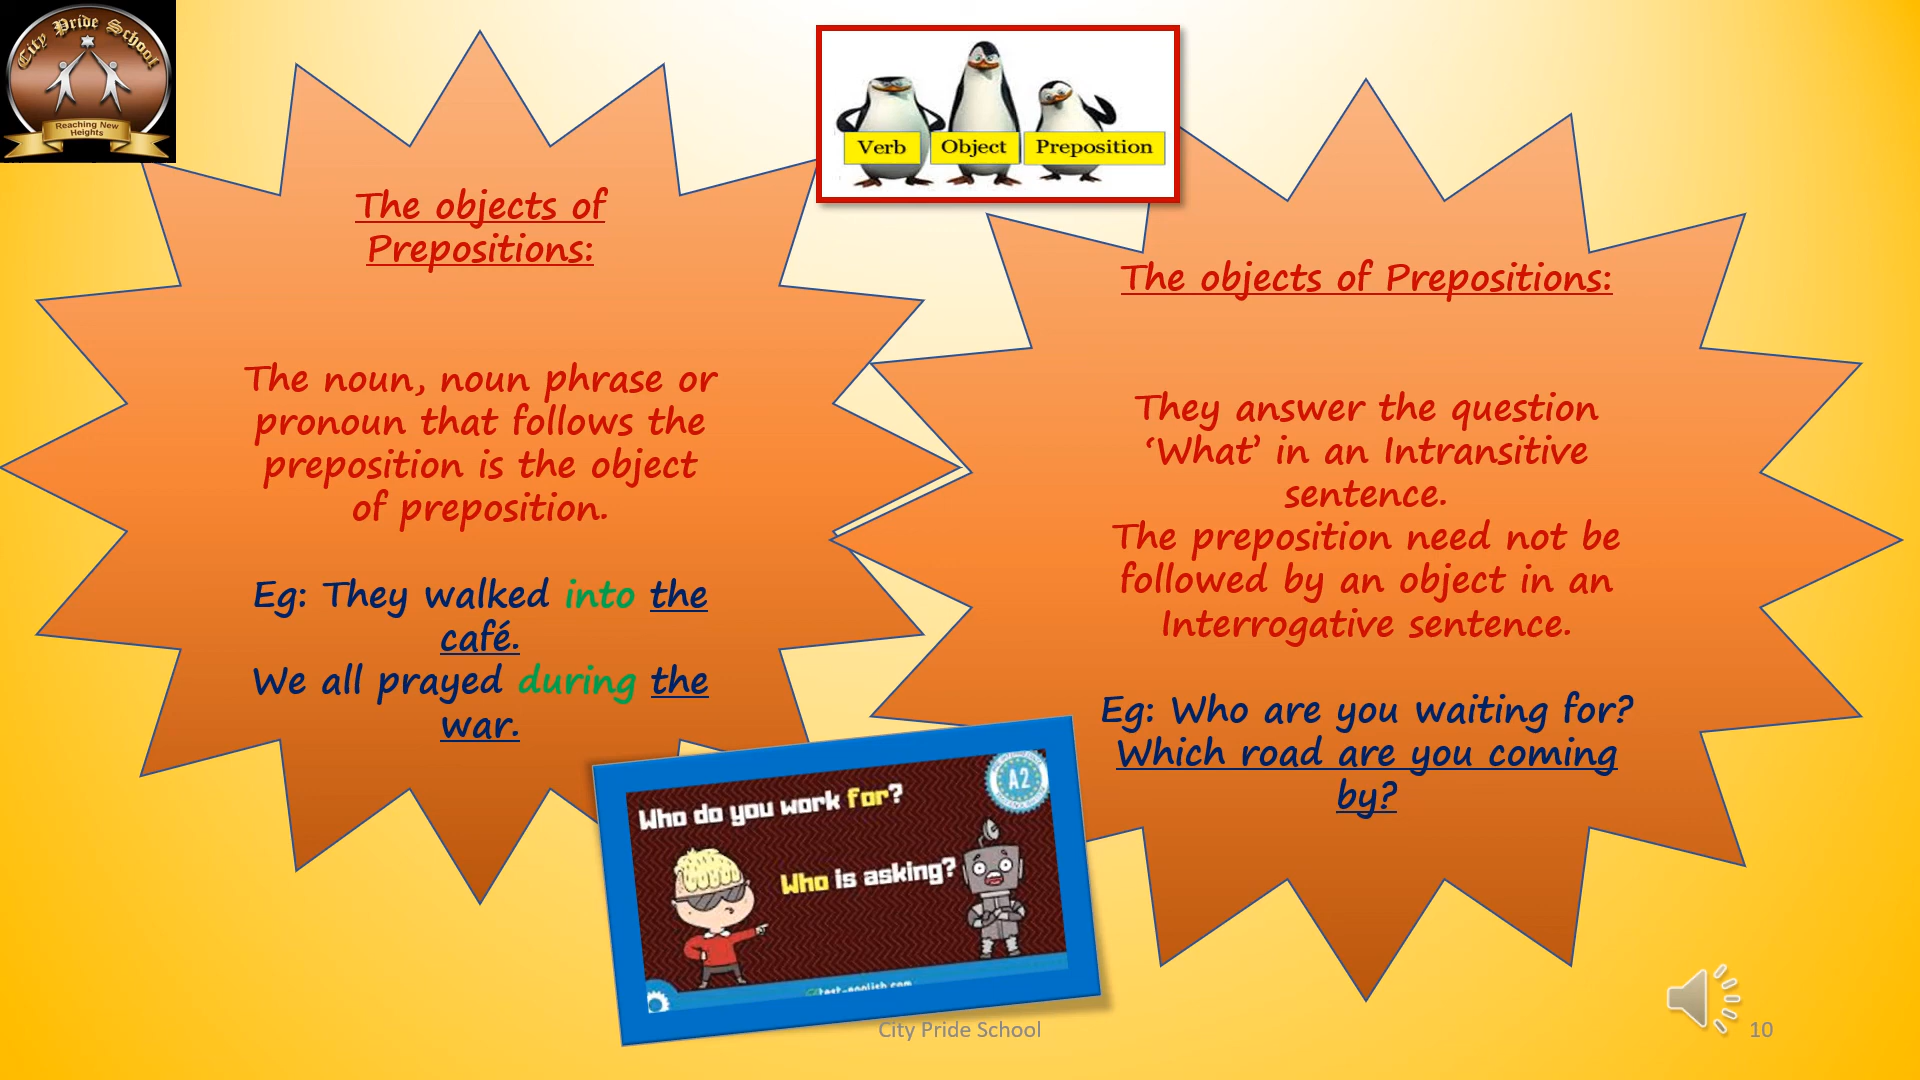 City Pride School
Reaching New
Heights
Verb Object Preposition
The objects of
Prepositions:
The noun, noun phrase or
pronoun that follows the
preposition is the object
of preposition.
Eg: They walked into the
café.
We all prayed during the
war.
The objects of Prepositions:
They answer the question
‘What’ in an Intransitive
sentence.
The preposition need not be
followed by an object in an
Interrogative sentence.
Eg: Who are you waiting for?
Which road are you coming
by?
Who do you work for?
A2
Who is asking?
test-english.com
City Pride School
10